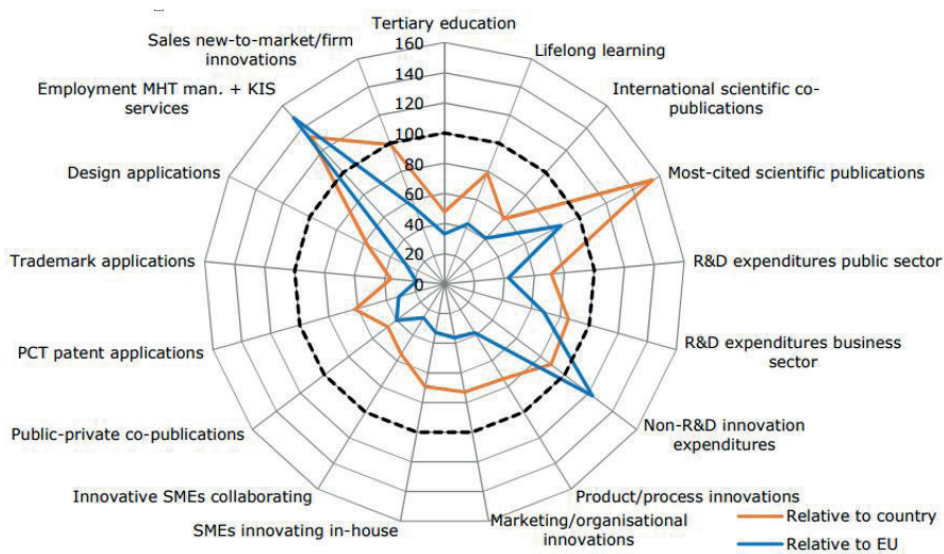 Tertiary education
160
140
120
100
80
60
40
20
0
Lifelong learning
International scientific co-
publications
Most-cited scientific publications
R&D expenditures public sector
R&D expenditures business
sector
Non-R&D innovation
expenditures
Product/process innovations
Marketing/organisational
innovations
SMEs innovating in-house
Innovative SMEs collaborating
Public-private co-publications
PCT patent applications
Trademark applications
Design applications
Employment MHT man. + KIS
services
Sales new-to-market/firm
innovations
Relative to country
Relative to EU